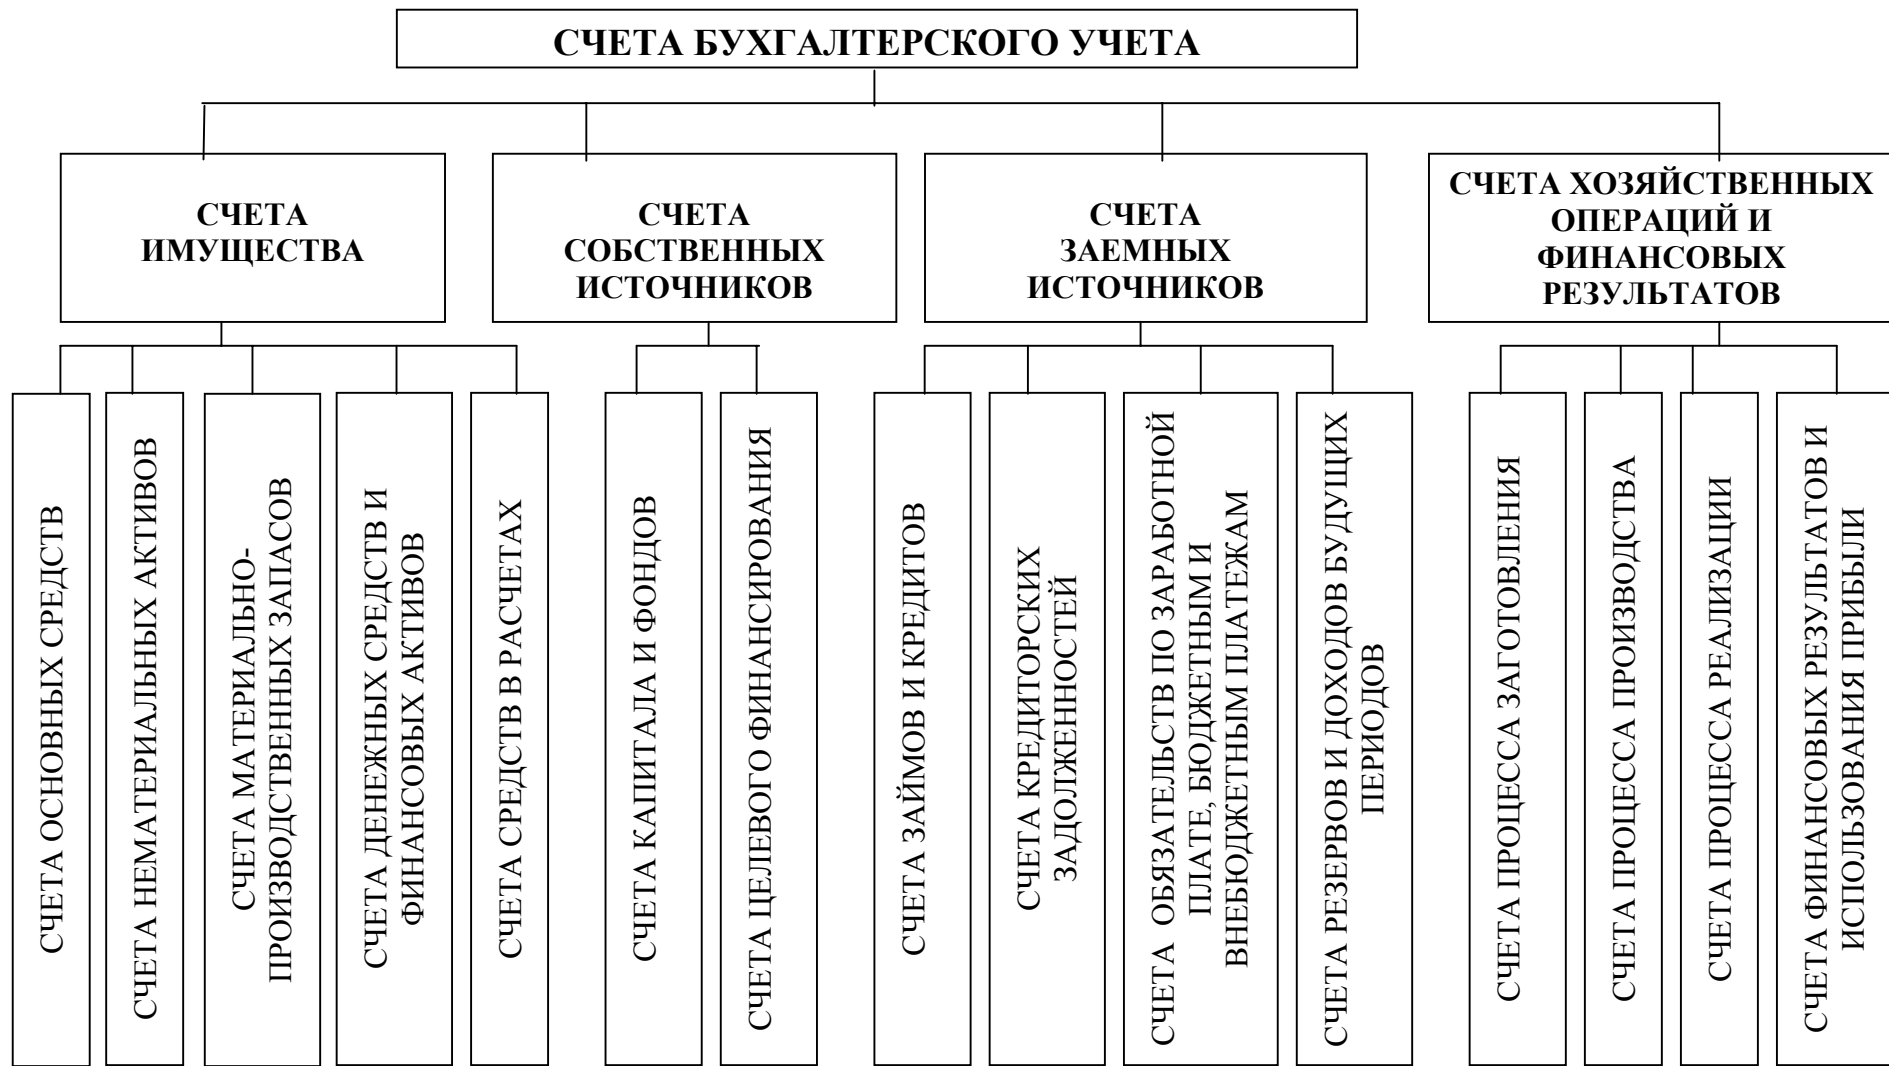 СЧЕТА БУХГАЛТЕРСКОГО УЧЕТА
СЧЕТА
ИМУЩЕСТВА
СЧЕТА
СОБСТВЕННЫХ
ИСТОЧНИКОВ
СЧЕТА
ЗАЕМНЫХ
ИСТОЧНИКОВ
СЧЕТА ХОЗЯЙСТВЕННЫХ
ОПЕРАЦИЙ И
ФИНАНСОВЫХ
РЕЗУЛЬТАТОВ
СЧЕТА ОСНОВНЫХ СРЕДСТВ
СЧЕТА НЕМАТЕРИАЛЬНЫХ АКТИВОВ
СЧЕТА МАТЕРИАЛЬНО-
ПРОИЗВОДСТВЕННЫХ ЗАПАСОВ
СЧЕТА ДЕНЕЖНЫХ СРЕДСТВ И
ФИНАНСОВЫХ АКТИВОВ
СЧЕТА СРЕДСТВ В РАСЧЕТАХ
СЧЕТА КАПИТАЛА И ФОНДОВ
СЧЕТА ЦЕЛЕВОГО ФИНАНСИРОВАНИЯ
СЧЕТА ЗАЙМОВ И КРЕДИТОВ
СЧЕТА КРЕДИТОРСКИХ
ЗАДОЛЖЕННОСТЕЙ
СЧЕТА ОБЯЗАТЕЛЬСТВ ПО ЗАРАБОТНОЙ
ПЛАТЕ, БЮДЖЕТНЫМ И
ВНЕБЮДЖЕТНЫМ ПЛАТЕЖАМ
СЧЕТА РЕЗЕРВОВ И ДОХОДОВ БУДУЩИХ
ПЕРИОДОВ
СЧЕТА ПРОЦЕССА ЗАГОТОВЛЕНИЯ
СЧЕТА ПРОЦЕССА ПРОИЗВОДСТВА
СЧЕТА ПРОЦЕССА РЕАЛИЗАЦИИ
СЧЕТА ФИНАНСОВЫХ РЕЗУЛЬТАТОВ И
ИСПОЛЬЗОВАНИЯ ПРИБЫЛИ